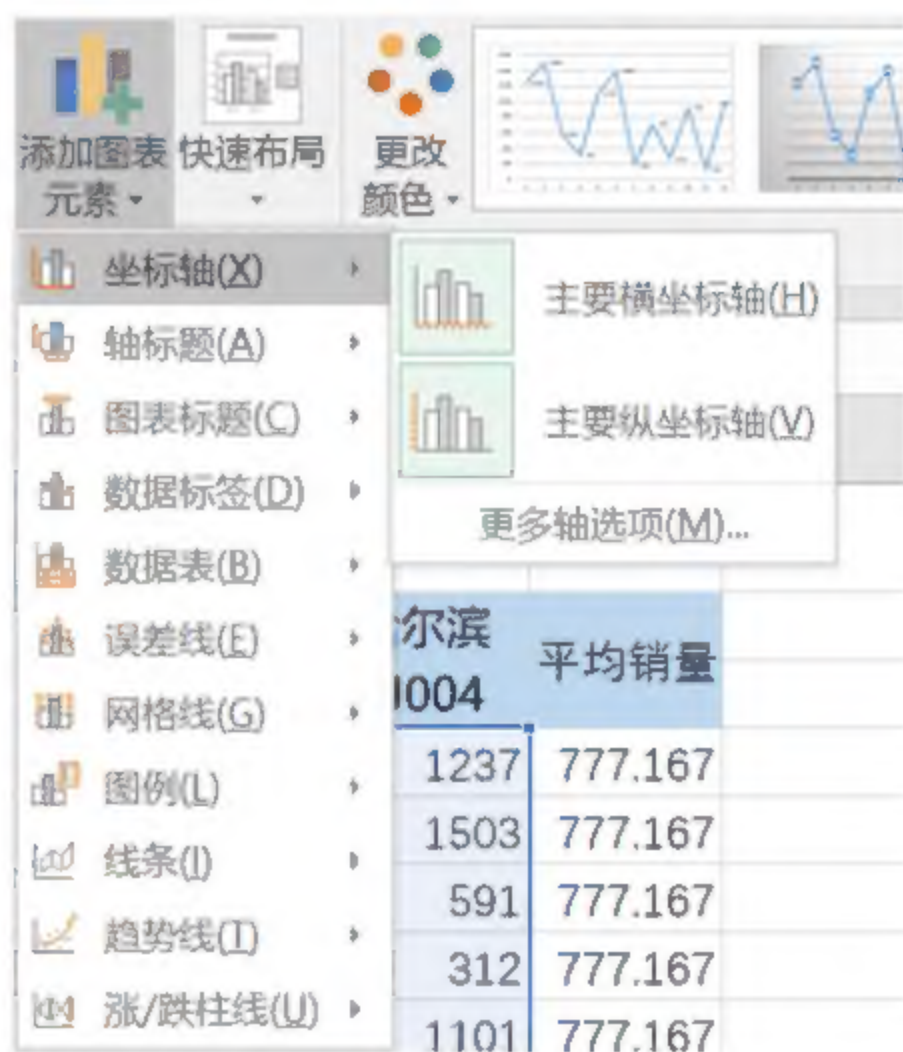 添加图表
元素
快速布局
更改
颜色
坐标轴(X)
轴标题(A)
图表标题(C)
数据标签(D)
数据表(B)
误差线(E)
网格线(G)
图例(L)
线条(I)
趋势线(T)
涨/跌柱线(U)
主要横坐标轴(H)
主要纵坐标轴(V)
更多轴选项(M)...
尔滨 平均销量
004
1237 777.167
1503 777.167
591 777.167
312 777.167
1101 777.167